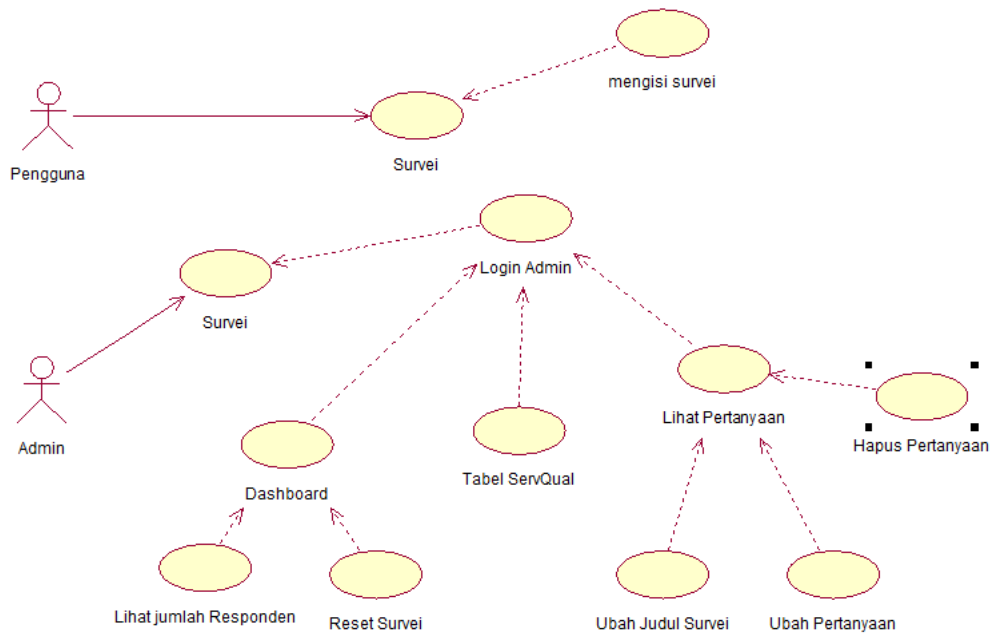 mengisi survei
Pengguna
Survei
Login Admin
Survei
Admin
Lihat Pertanyaan
Hapus Pertanyaan
Tabel ServQual
Dashboard
Lihat jumlah Responden
Reset Survei
Ubah Judul Survei
Ubah Pertanyaan